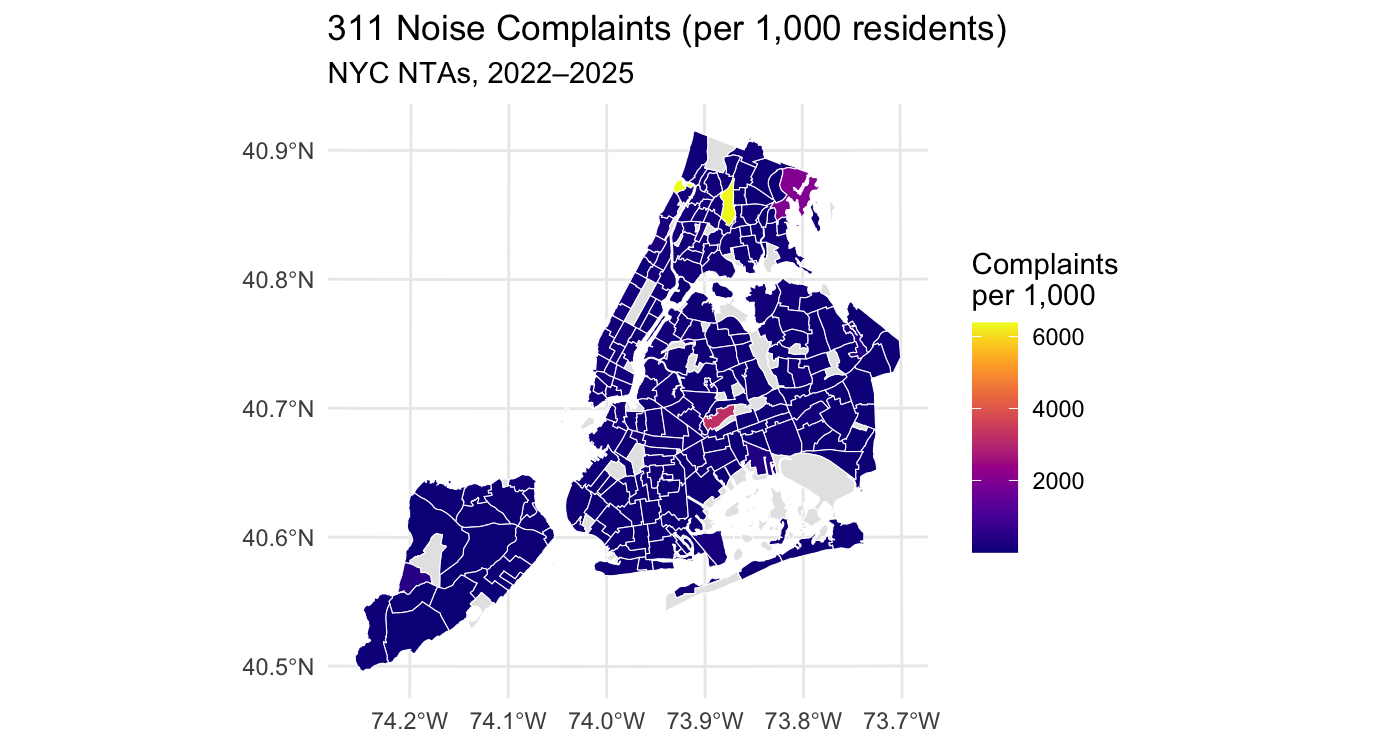 311 Noise Complaints (per 1,000 residents)
NYC NTAs, 2022–2025
40.9°N
40.8°N
40.7°N
40.6°N
40.5°N
74.2°W 74.1°W 74.0°W 73.9°W 73.8°W 73.7°W
Complaints
per 1,000
6000
4000
2000